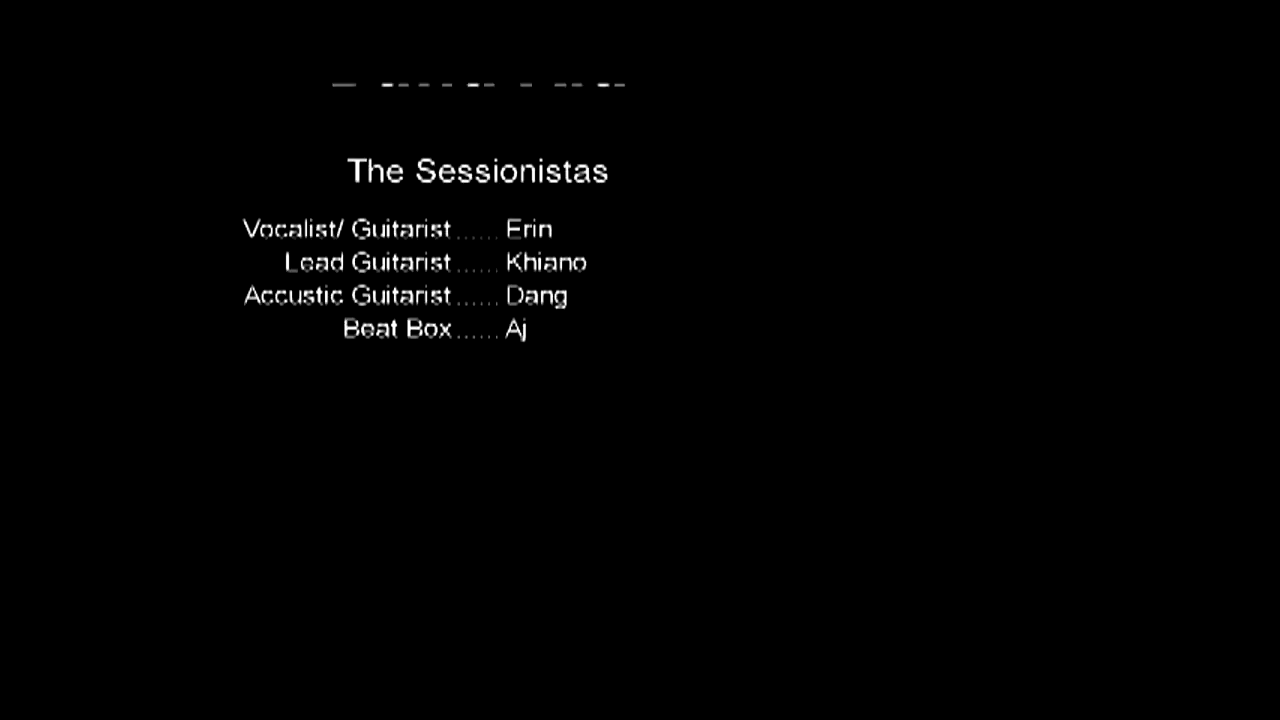 The Sessionistas
Vocalist/ Guitarist ...... Erin
Lead Guitarist ...... Khiano
Accustic Guitarist ...... Dang
Beat Box ...... Aj